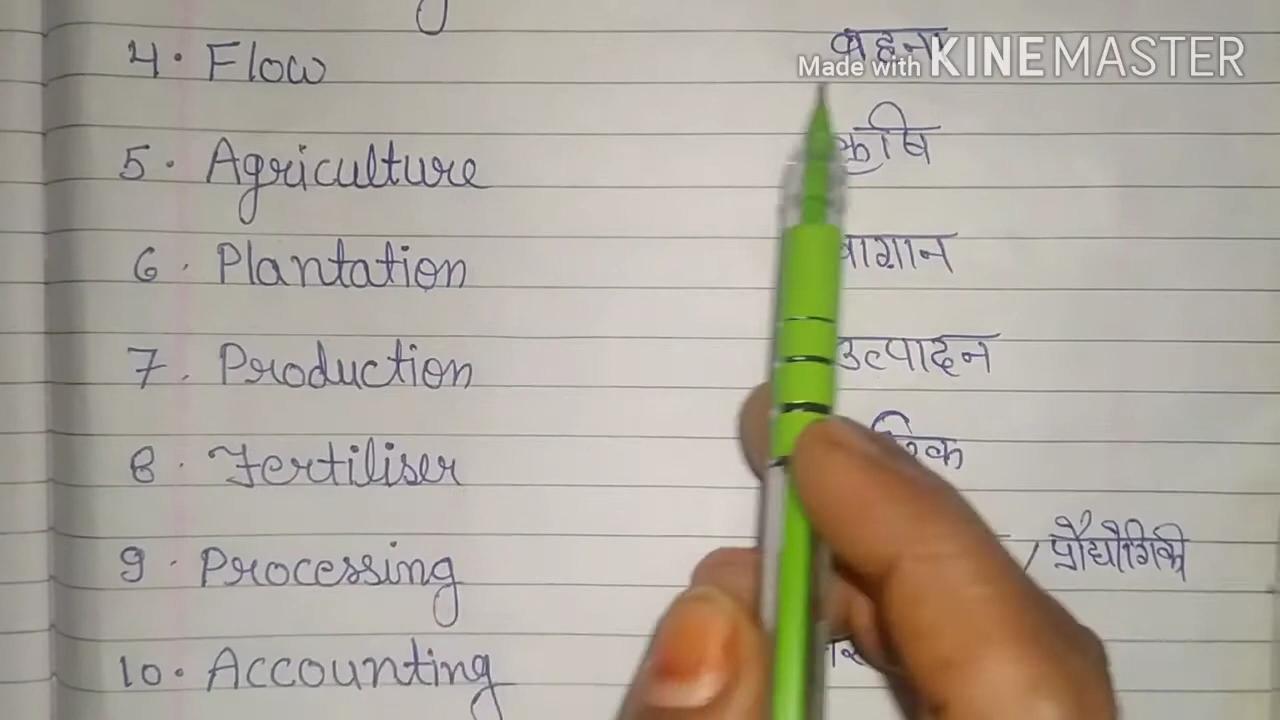 4. Flow बहना
Made with KINEMASTER
5. Agriculture कृषि
6. Plantation बागान
7. Production उत्पादन
8. Fertiliser
9. Processing / प्रौद्यौगिकी
10. Accounting